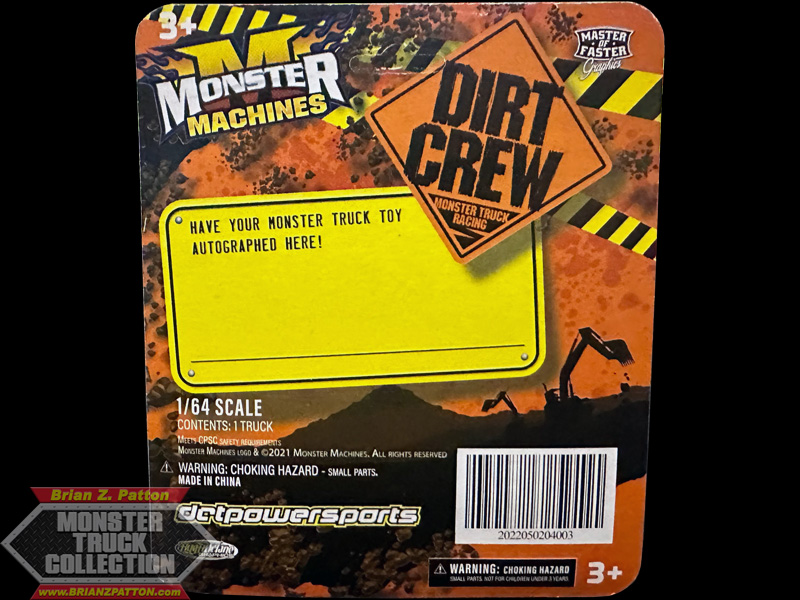 3+
M
MONSTER
MACHINES
MASTER
OF
FASTER
Graphics
DIRT
CREW
MONSTER TRUCK
RACING
HAVE YOUR MONSTER TRUCK TOY
AUTOGRAPHED HERE!
1/64 SCALE
CONTENTS: 1 TRUCK
MEETS CPSC SAFETY REQUIREMENTS
MONSTER MACHINES LOGO & ©2021 MONSTER MACHINES. ALL RIGHTS RESERVED
WARNING: CHOKING HAZARD - SMALL PARTS.
MADE IN CHINA
dctpowersports
2022050204003
WARNING: CHOKING HAZARD
SMALL PARTS. NOT FOR CHILDREN UNDER 3 YEARS
3+
Brian Z. Patton
MONSTER
TRUCK
COLLECTION
www.BRIANZPATTON.com